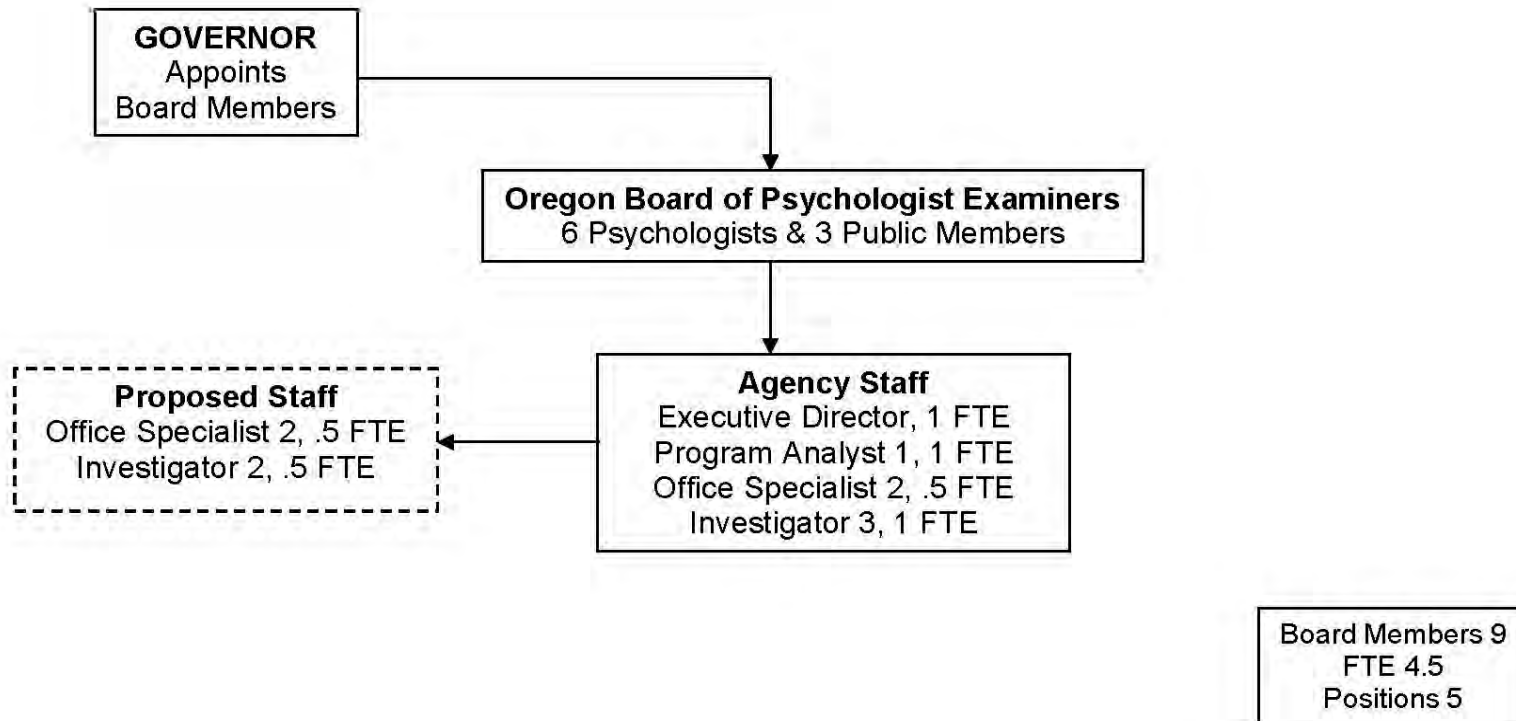 GOVERNOR
Appoints
Board Members
Oregon Board of Psychologist Examiners
6 Psychologists & 3 Public Members
Proposed Staff
Office Specialist 2, .5 FTE
Investigator 2, .5 FTE
Agency Staff
Executive Director, 1 FTE
Program Analyst 1, 1 FTE
Office Specialist 2, .5 FTE
Investigator 3, 1 FTE
Board Members 9
FTE 4.5
Positions 5